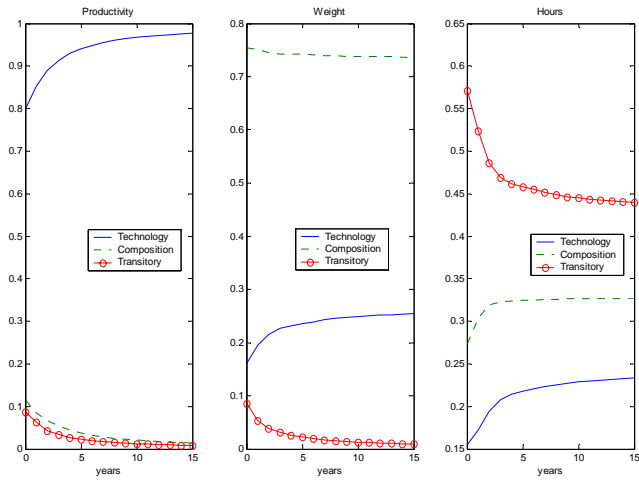 Productivity
1
0.9
0.8
0.7
0.6
0.5
0.4
0.3
0.2
0.1
0
Technology
Composition
Transitory
0
5
10
15
years
Weight
0.8
0.7
0.6
0.5
0.4
0.3
0.2
0.1
0
Technology
Composition
Transitory
0
5
10
15
years
Hours
0.65
0.6
0.55
0.5
0.45
0.4
0.35
0.3
0.25
0.2
0.15
Technology
Composition
Transitory
0
5
10
15
years